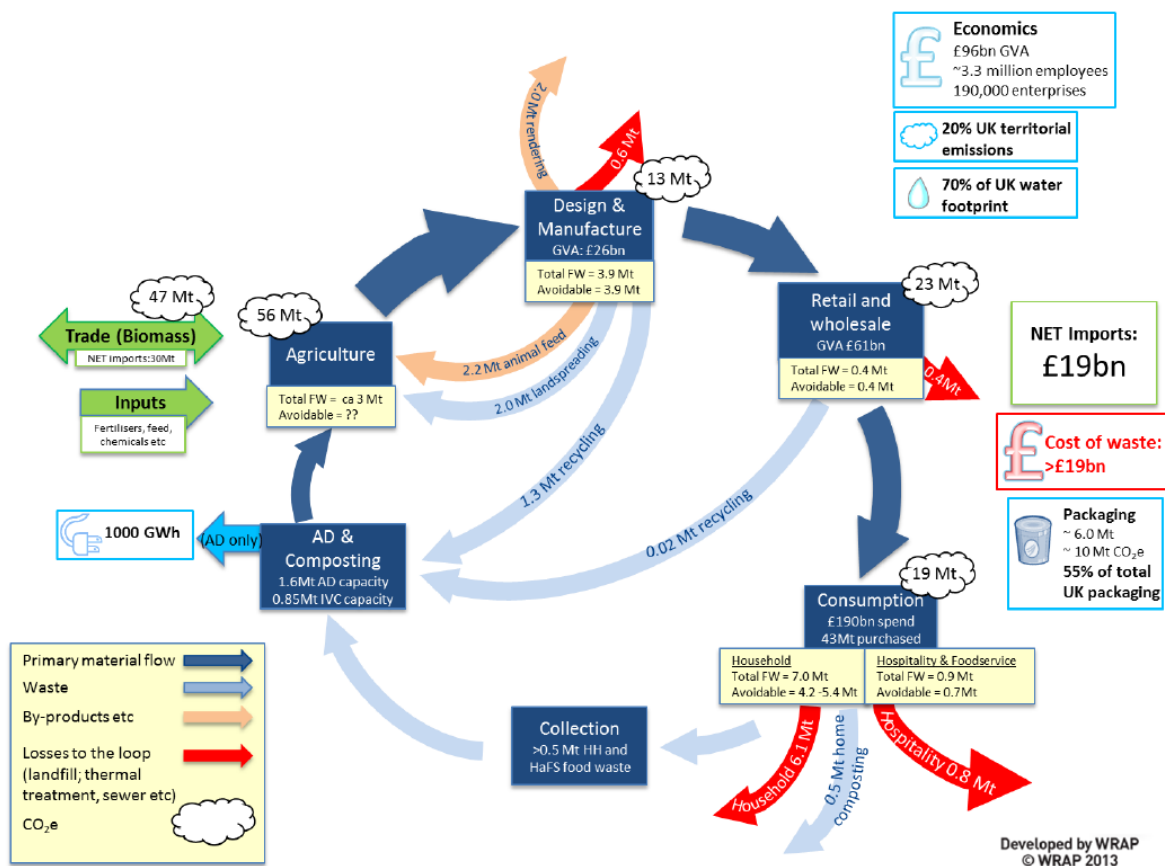 Economics
£96bn GVA
~3.3 million employees
190,000 enterprises
20% UK territorial
emissions
70% of UK water
footprint
2.0 Mt rendering
0.6 Mt
13 Mt
Design &
Manufacture
GVA: £26bn
Total FW = 3.9 Mt
Avoidable = 3.9 Mt
47 Mt
Trade (Biomass)
NET imports:30Mt
Inputs
Fertilisers, feed,
chemicals etc
56 Mt
Agriculture
Total FW = ca 3 Mt
Avoidable = ??
2.2 Mt animal feed
2.0 Mt landspreading
1.3 Mt recycling
0.02 Mt recycling
23 Mt
Retail and
wholesale
GVA £61bn
Total FW = 0.4 Mt
Avoidable = 0.4 Mt
0.4Mt
NET Imports:
£19bn
Cost of waste:
>£19bn
Packaging
~ 6.0 Mt
~ 10 Mt CO₂e
55% of total
UK packaging
1000 GWh
(AD only)
AD &
Composting
1.6Mt AD capacity
0.85Mt IVC capacity
19 Mt
Consumption
£190bn spend
43Mt purchased
Household
Total FW = 7.0 Mt
Avoidable = 4.2 -5.4 Mt
Hospitality & Foodservice
Total FW = 0.9 Mt
Avoidable = 0.7Mt
Collection
>0.5 Mt HH and
HaFS food waste
Household 6.1 Mt
0.5 Mt home
composting
Hospitality 0.8 Mt
Primary material flow
Waste
By-products etc
Losses to the loop
(landfill; thermal
treatment, sewer etc)
CO₂e
Developed by WRAP
© WRAP 2013